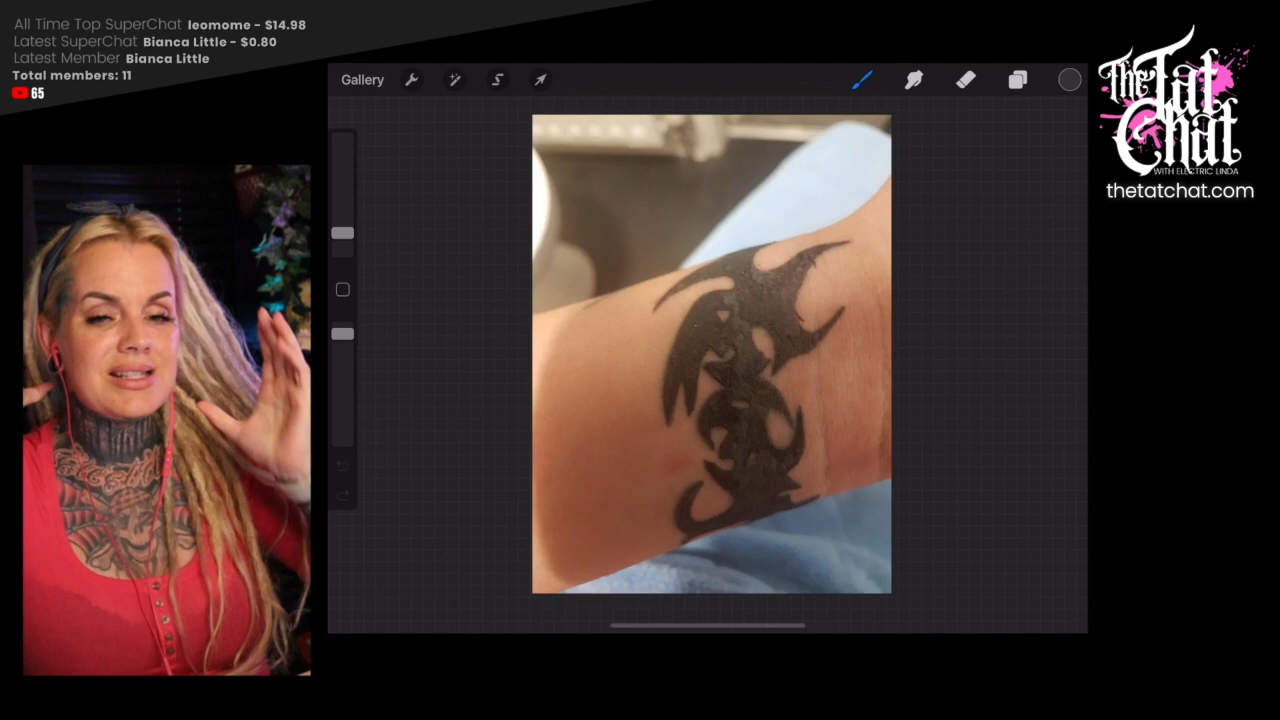 All Time Top SuperChat leomome - $14.98
Latest SuperChat Bianca Little - $0.80
Latest Member Bianca Little
Total members: 11
65
Gallery
The Tat Chat
WITH ELECTRIC LINDA
thetatchat.com